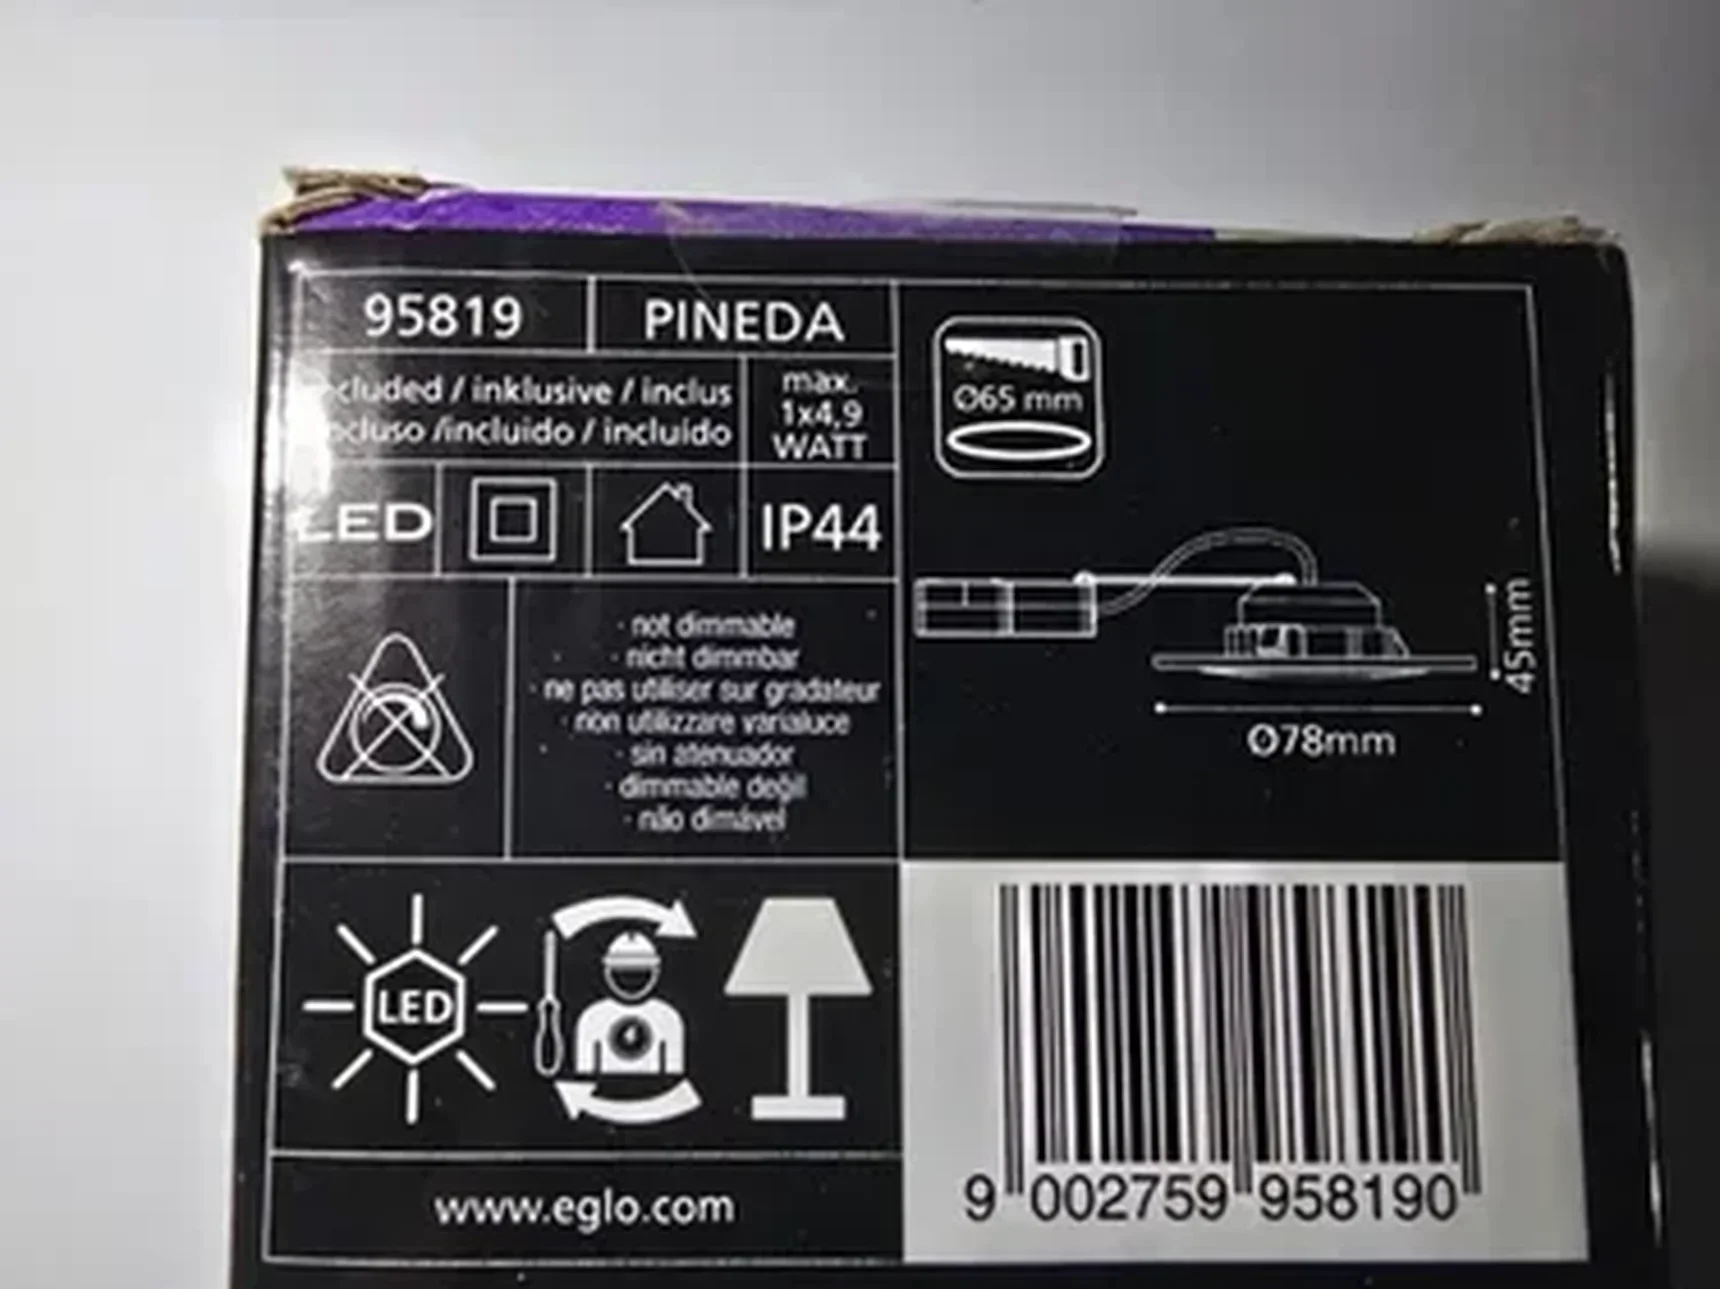 95819
PINEDA
cluded / inklusive / inclus
cluso /incluido / incluído
max.
1x4,9
WATT
LED
IP44
· not dimmable
· nicht dimmbar
· ne pas utiliser sur gradateur
· non utilizzare varialuce
· sin atenuador
· dimmable değil
· não dimável
LED
www.eglo.com
Ø65 mm
45mm
Ø78mm
9 002759 958190